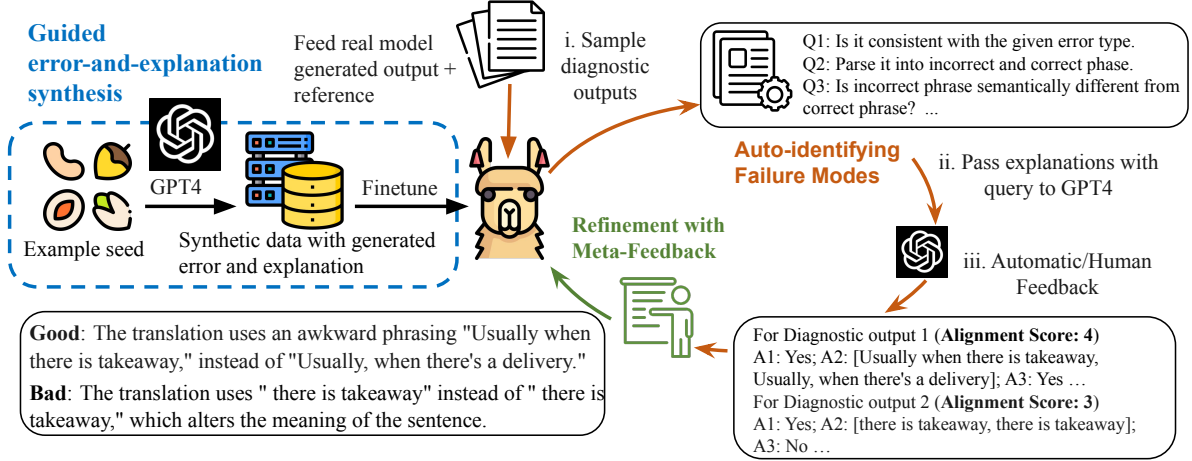 Guided
error-and-explanation
synthesis
Feed real model
generated output +
reference
i. Sample
diagnostic
outputs
Q1: Is it consistent with the given error type.
Q2: Parse it into incorrect and correct phase.
Q3: Is incorrect phrase semantically different from
correct phrase?  ...
GPT4
Finetune
Example seed
Synthetic data with generated
error and explanation
Auto-identifying
Failure Modes
ii. Pass explanations with
query to GPT4
Refinement with
Meta-Feedback
iii. Automatic/Human
Feedback
Good: The translation uses an awkward phrasing "Usually when
there is takeaway," instead of "Usually, when there's a delivery."
Bad: The translation uses " there is takeaway" instead of " there is
takeaway," which alters the meaning of the sentence.
For Diagnostic output 1 (Alignment Score: 4)
A1: Yes; A2: [Usually when there is takeaway,
Usually, when there's a delivery]; A3: Yes …
For Diagnostic output 2 (Alignment Score: 3)
A1: Yes; A2: [there is takeaway, there is takeaway];
A3: No …